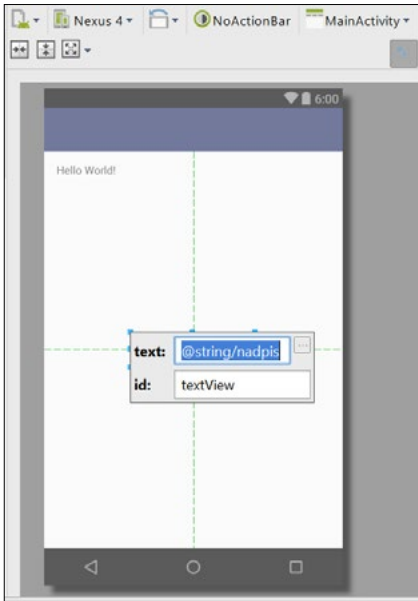 Nexus 4 NoActionBar MainActivity
6:00
Hello World!
text: @string/nadpis ...
id: textView